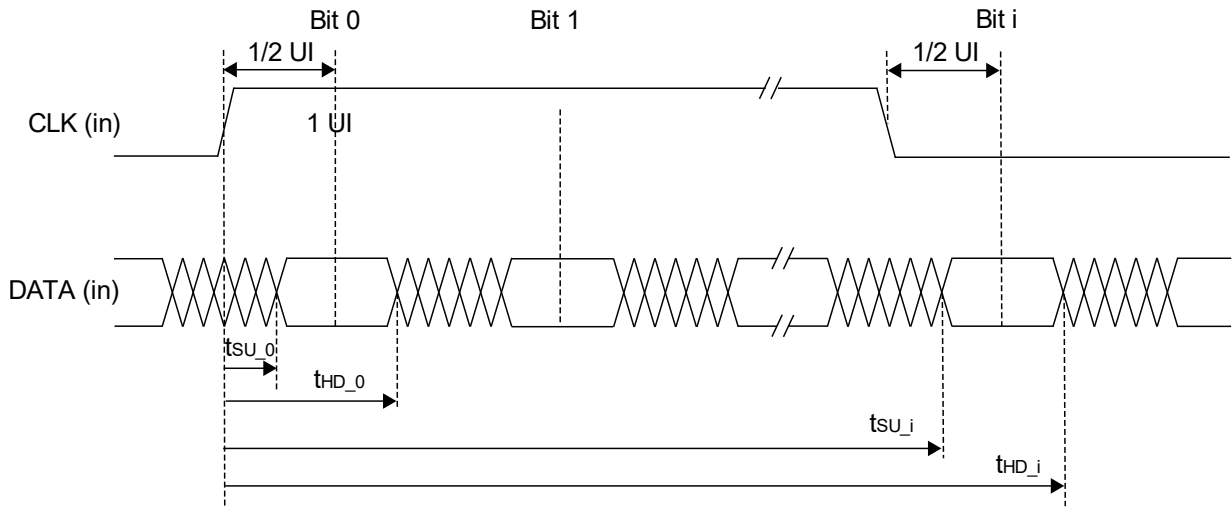 Bit 0
Bit 1
Bit i
1/2 UI
1/2 UI
CLK (in)
1 UI
DATA (in)
tSU_0
tHD_0
tSU_i
tHD_i